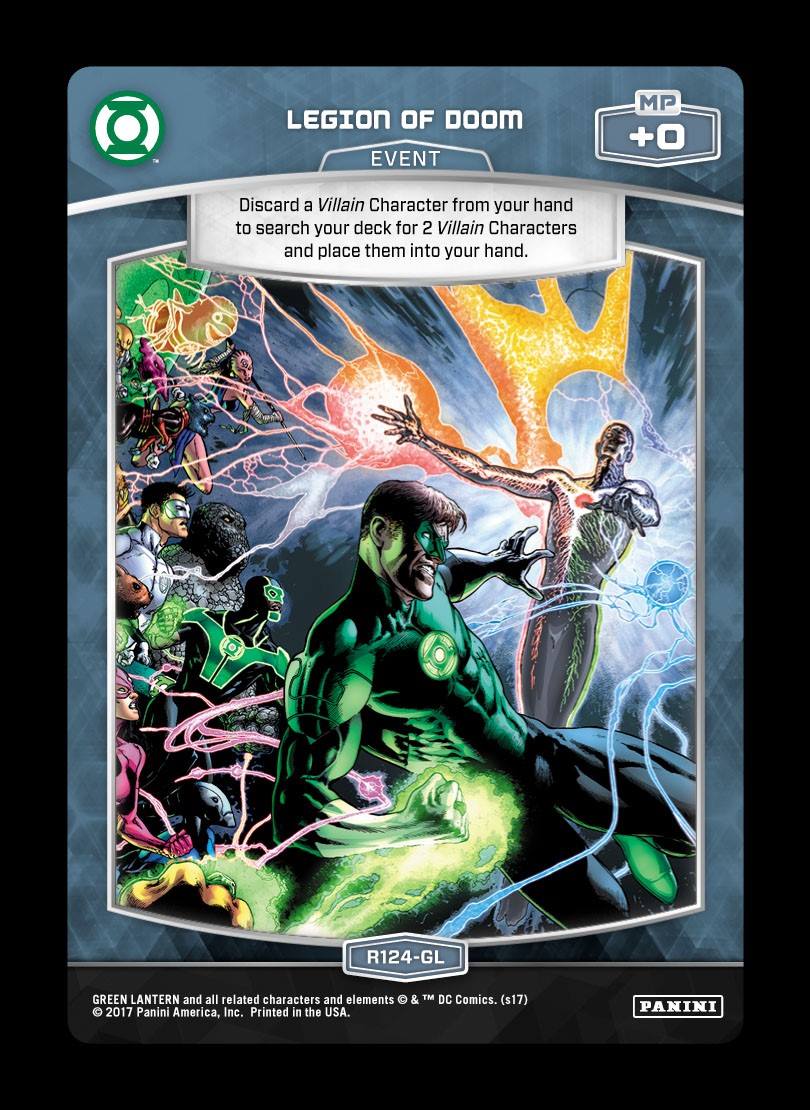 LEGION OF DOOM
MP
+0
EVENT
Discard a Villain Character from your hand
to search your deck for 2 Villain Characters
and place them into your hand.
R124-GL
GREEN LANTERN and all related characters and elements © & ™ DC Comics. (s17)
© 2017 Panini America, Inc. Printed in the USA.
PANINI